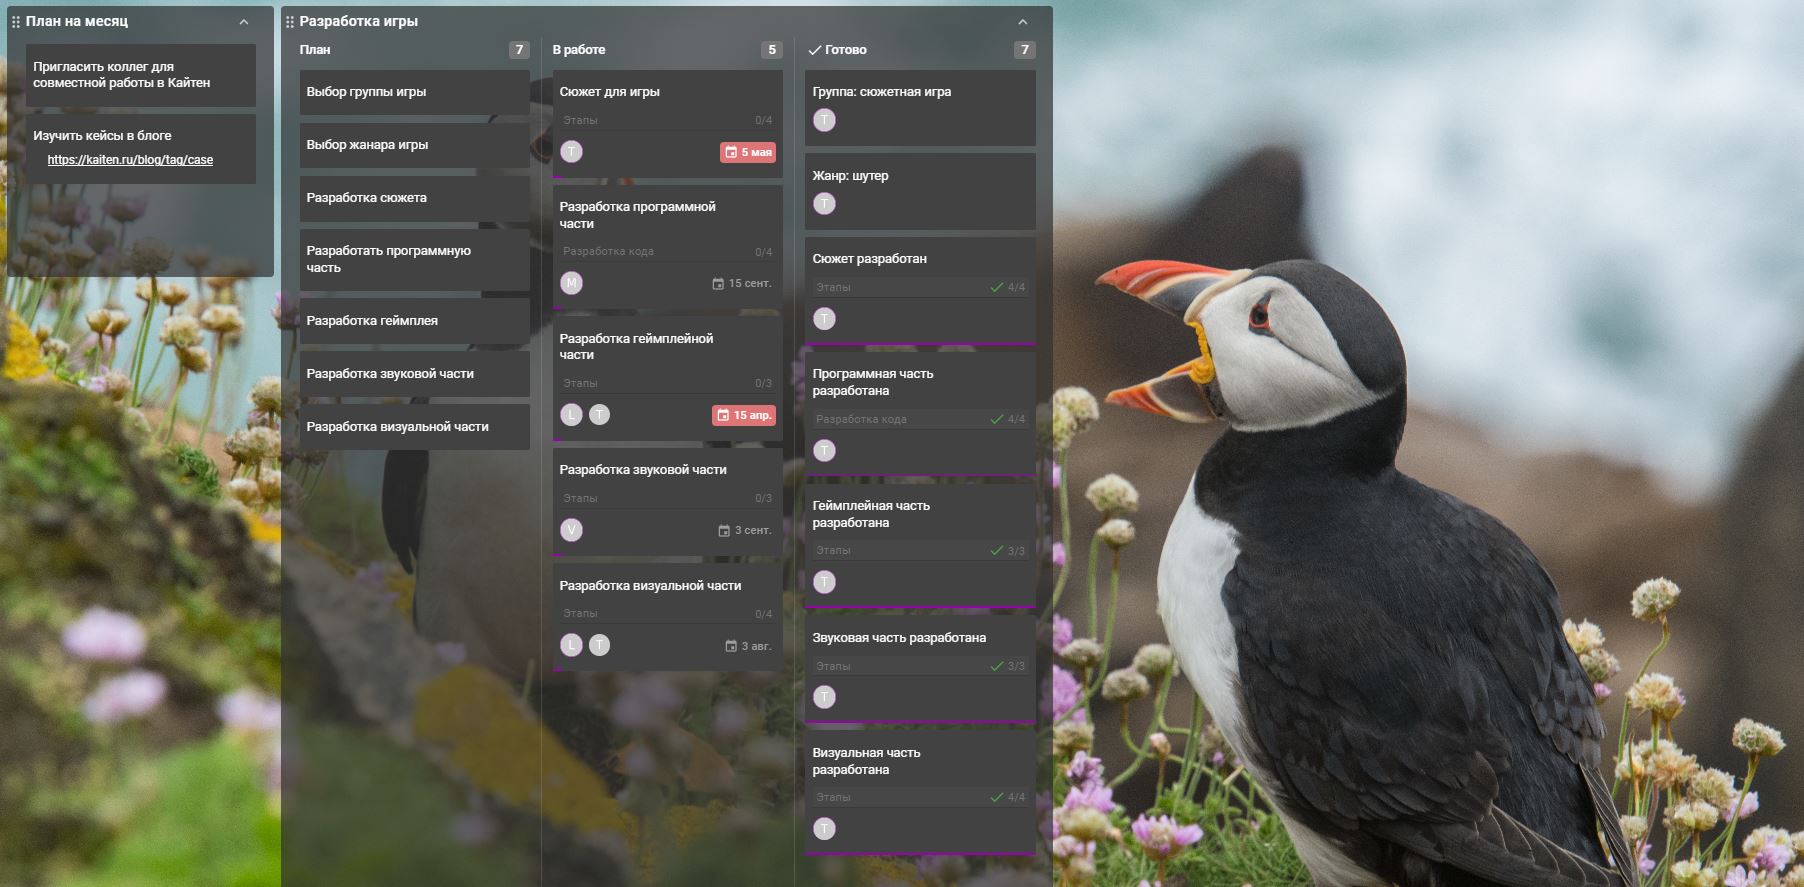 План на месяц
Пригласить коллег для
совместной работы в Кайтен
Изучить кейсы в блоге
https://kaiten.ru/blog/tag/case
Разработка игры
План 7
Выбор группы игры
Выбор жанара игры
Разработка сюжета
Разработать программную
часть
Разработка геймплея
Разработка звуковой части
Разработка визуальной части
В работе 5
Сюжет для игры
Этапы 0/4
T 5 мая
Разработка программной
части
Разработка кода 0/4
M 15 сент.
Разработка геймплейной
части
Этапы 0/3
L T 15 апр.
Разработка звуковой части
Этапы 0/3
V 3 сент.
Разработка визуальной части
Этапы 0/4
L T 3 авг.
Готово 7
Группа: сюжетная игра
T
Жанр: шутер
T
Сюжет разработан
Этапы 4/4
T
Программная часть
разработана
Разработка кода 4/4
T
Геймплейная часть
разработана
Этапы 3/3
T
Звуковая часть разработана
Этапы 3/3
T
Визуальная часть
разработана
Этапы 4/4
T